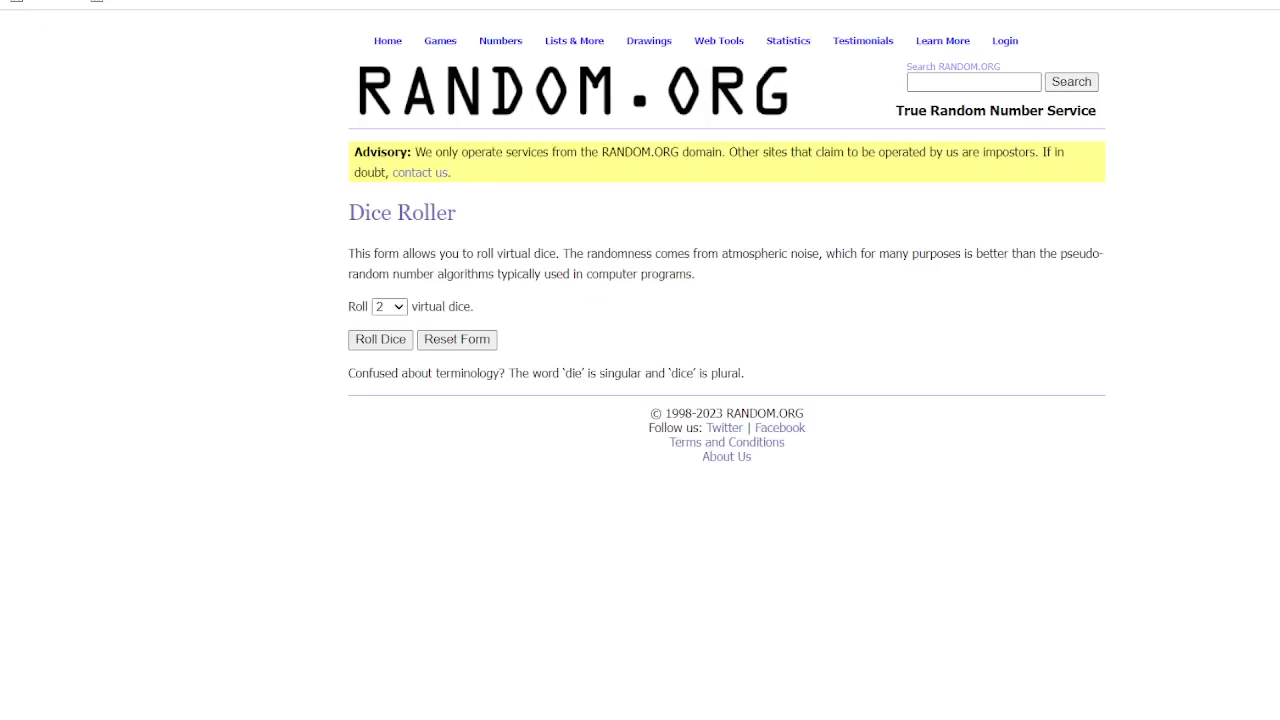 Home Games Numbers Lists & More Drawings Web Tools Statistics Testimonials Learn More Login
Search RANDOM.ORG
RANDOM.ORG
Search
True Random Number Service
Advisory: We only operate services from the RANDOM.ORG domain. Other sites that claim to be operated by us are impostors. If in
doubt, contact us.
Dice Roller
This form allows you to roll virtual dice. The randomness comes from atmospheric noise, which for many purposes is better than the pseudo-
random number algorithms typically used in computer programs.
Roll 2 virtual dice.
Roll Dice Reset Form
Confused about terminology? The word ‘die’ is singular and ‘dice’ is plural.
© 1998-2023 RANDOM.ORG
Follow us: Twitter | Facebook
Terms and Conditions
About Us